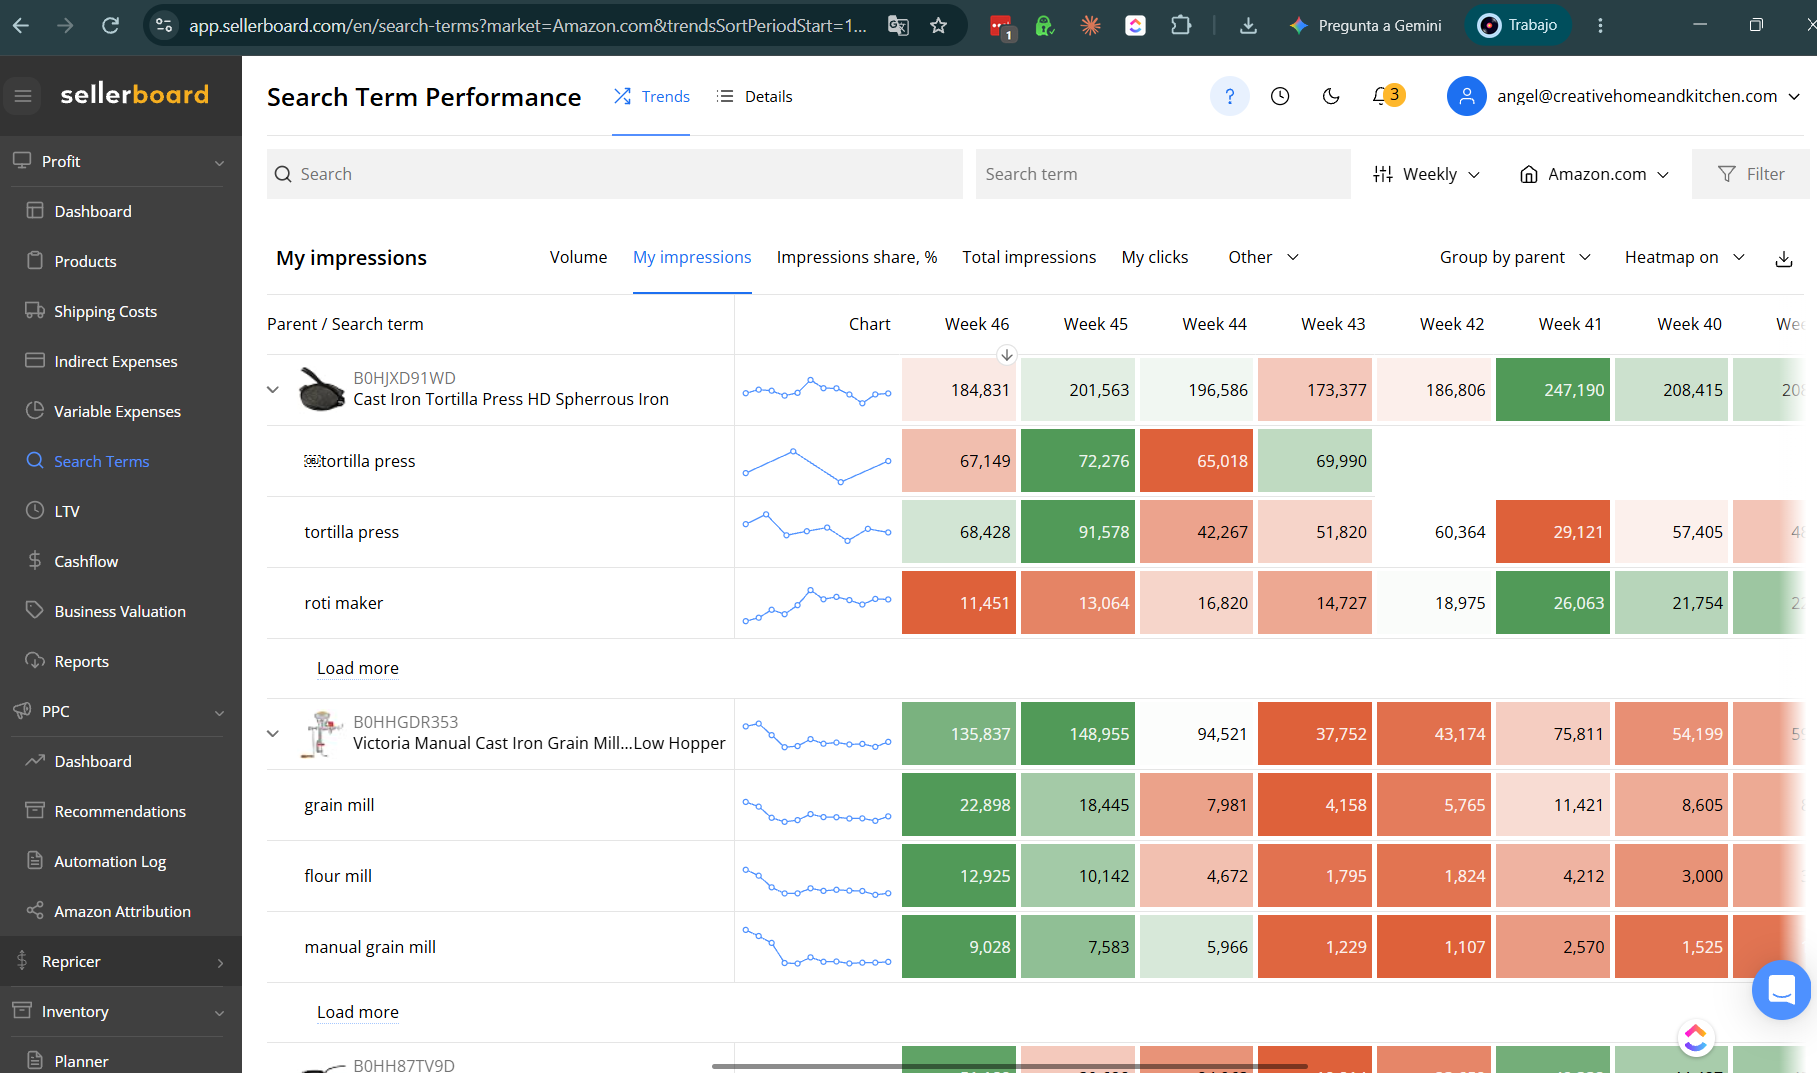 app.sellerboard.com/en/search-terms?market=Amazon.com&trendsSortPeriodStart=1...
1
Pregunta a Gemini
Trabajo
sellerboard
Profit
Dashboard
Products
Shipping Costs
Indirect Expenses
Variable Expenses
Search Terms
LTV
Cashflow
Business Valuation
Reports
PPC
Dashboard
Recommendations
Automation Log
Amazon Attribution
Repricer
Inventory
Planner
Search Term Performance
Trends
Details
?
3
angel@creativehomeandkitchen.com
Search
Search term
Weekly
Amazon.com
Filter
My impressions
Volume
My impressions
Impressions share, %
Total impressions
My clicks
Other
Group by parent
Heatmap on
Parent / Search term Chart Week 46 Week 45 Week 44 Week 43 Week 42 Week 41 Week 40
B0HJXD91WD
Cast Iron Tortilla Press HD Spherrous Iron
184,831 201,563 196,586 173,377 186,806 247,190 208,415
tortilla press 67,149 72,276 65,018 69,990
tortilla press 68,428 91,578 42,267 51,820 60,364 29,121 57,405
roti maker 11,451 13,064 16,820 14,727 18,975 26,063 21,754
Load more
B0HHGDR353
Victoria Manual Cast Iron Grain Mill...Low Hopper
135,837 148,955 94,521 37,752 43,174 75,811 54,199
grain mill 22,898 18,445 7,981 4,158 5,765 11,421 8,605
flour mill 12,925 10,142 4,672 1,795 1,824 4,212 3,000
manual grain mill 9,028 7,583 5,966 1,229 1,107 2,570 1,525
Load more
B0HH87TV9D